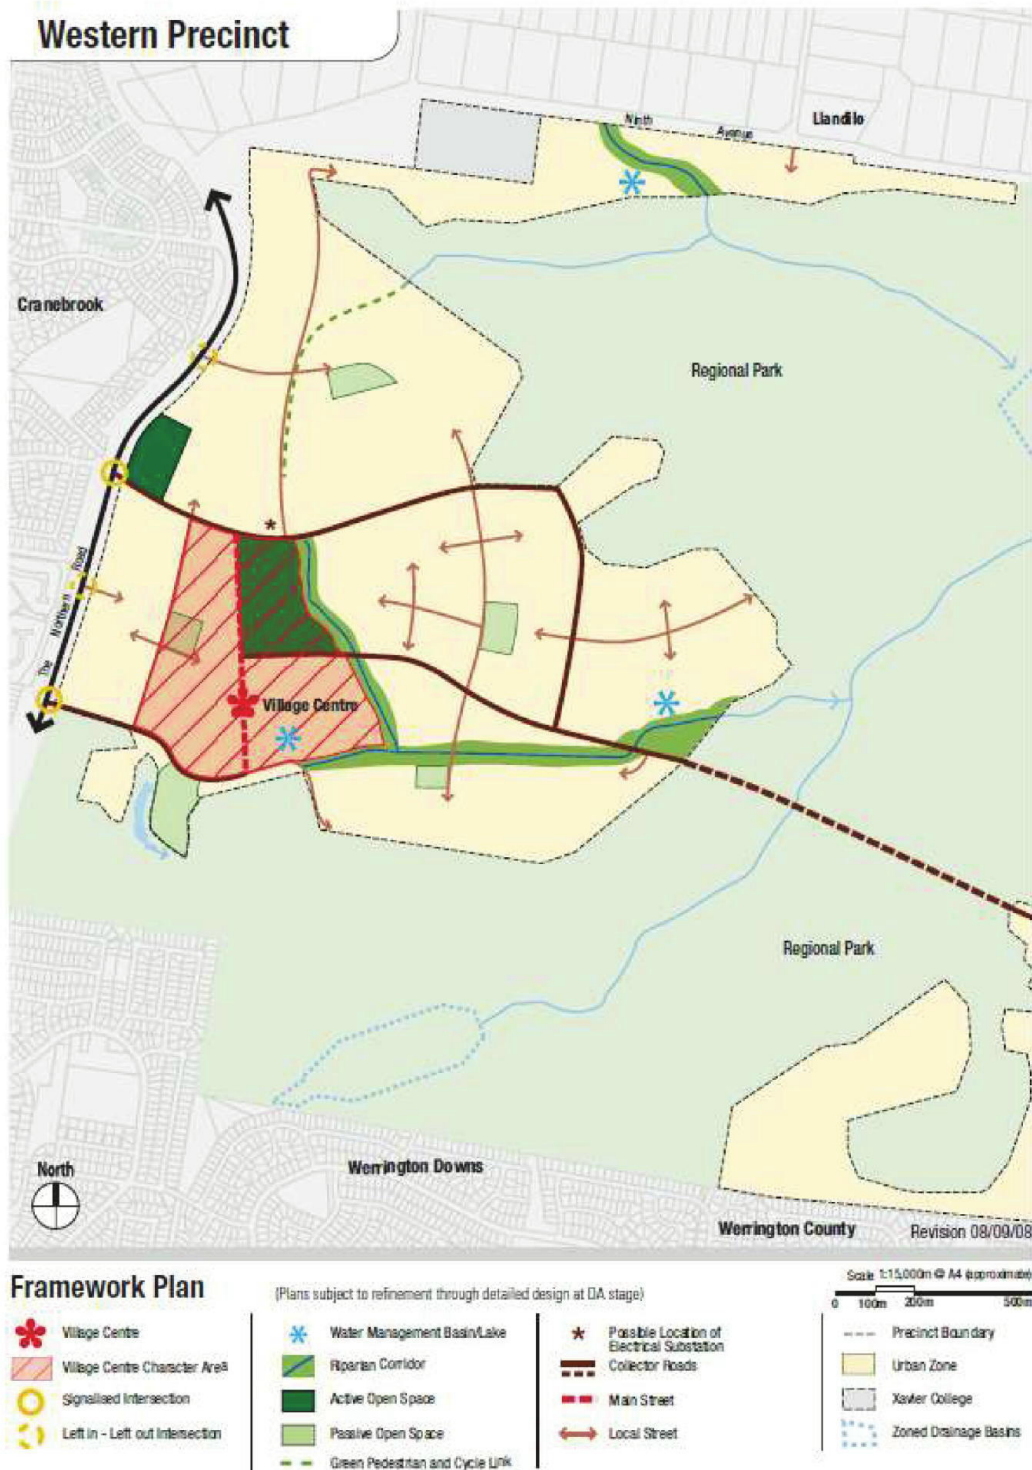 Western Precinct
Ninth Avenue
Llandilo
Cranebrook
Regional Park
The Northern Road
Village Centre
Regional Park
North
Werrington Downs
Werrington County
Revision 08/09/08
Framework Plan
(Plans subject to refinement through detailed design at DA stage)
Scale 1:15,000m @ A4 (approximate)
0 100m 200m 500m
Village Centre
Village Centre Character Area
Signalised Intersection
Left in - Left out Intersection
Water Management Basin/Lake
Riparian Corridor
Active Open Space
Passive Open Space
Green Pedestrian and Cycle Link
Possible Location of
Electrical Substation
Collector Roads
Main Street
Local Street
Precinct Boundary
Urban Zone
Xavier College
Zoned Drainage Basins